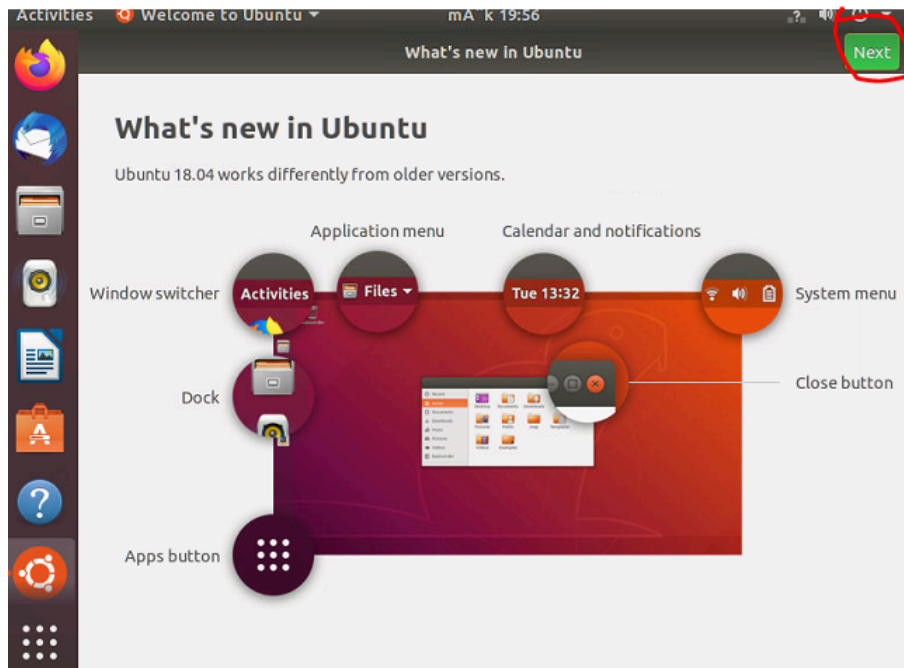 Activities Welcome to Ubuntu mA¨k 19:56
What's new in Ubuntu Next
What's new in Ubuntu
Ubuntu 18.04 works differently from older versions.
Application menu Calendar and notifications
Window switcher Activities Files Tue 13:32 System menu
Dock Close button
Apps button